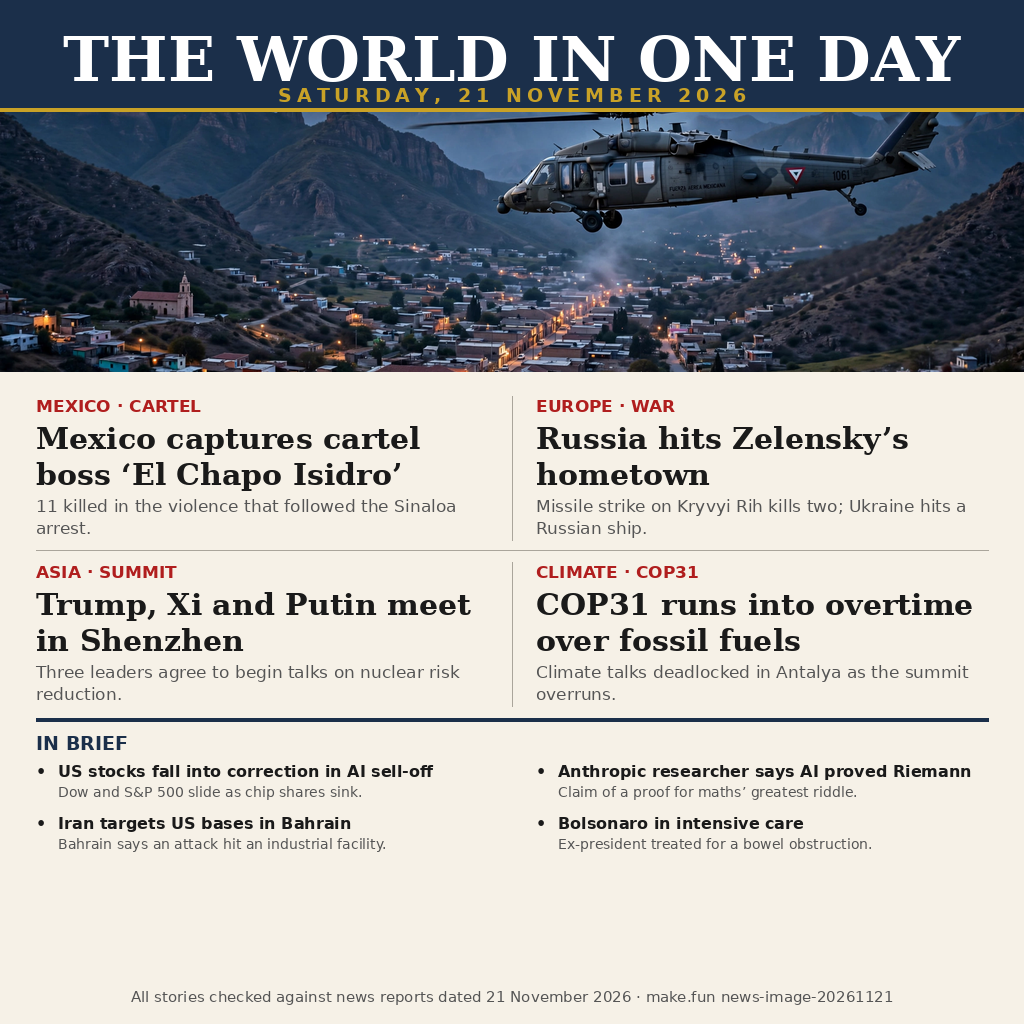 THE WORLD IN ONE DAY
SATURDAY, 21 NOVEMBER 2026
FUERZA AEREA MEXICANA
1061
MEXICO · CARTEL
Mexico captures cartel
boss ‘El Chapo Isidro’
11 killed in the violence that followed the Sinaloa
arrest.
EUROPE · WAR
Russia hits Zelensky’s
hometown
Missile strike on Kryvyi Rih kills two; Ukraine hits a
Russian ship.
ASIA · SUMMIT
Trump, Xi and Putin meet
in Shenzhen
Three leaders agree to begin talks on nuclear risk
reduction.
CLIMATE · COP31
COP31 runs into overtime
over fossil fuels
Climate talks deadlocked in Antalya as the summit
overruns.
IN BRIEF
• US stocks fall into correction in AI sell-off
Dow and S&P 500 slide as chip shares sink.
• Iran targets US bases in Bahrain
Bahrain says an attack hit an industrial facility.
• Anthropic researcher says AI proved Riemann
Claim of a proof for maths’ greatest riddle.
• Bolsonaro in intensive care
Ex-president treated for a bowel obstruction.
All stories checked against news reports dated 21 November 2026 · make.fun news-image-20261121